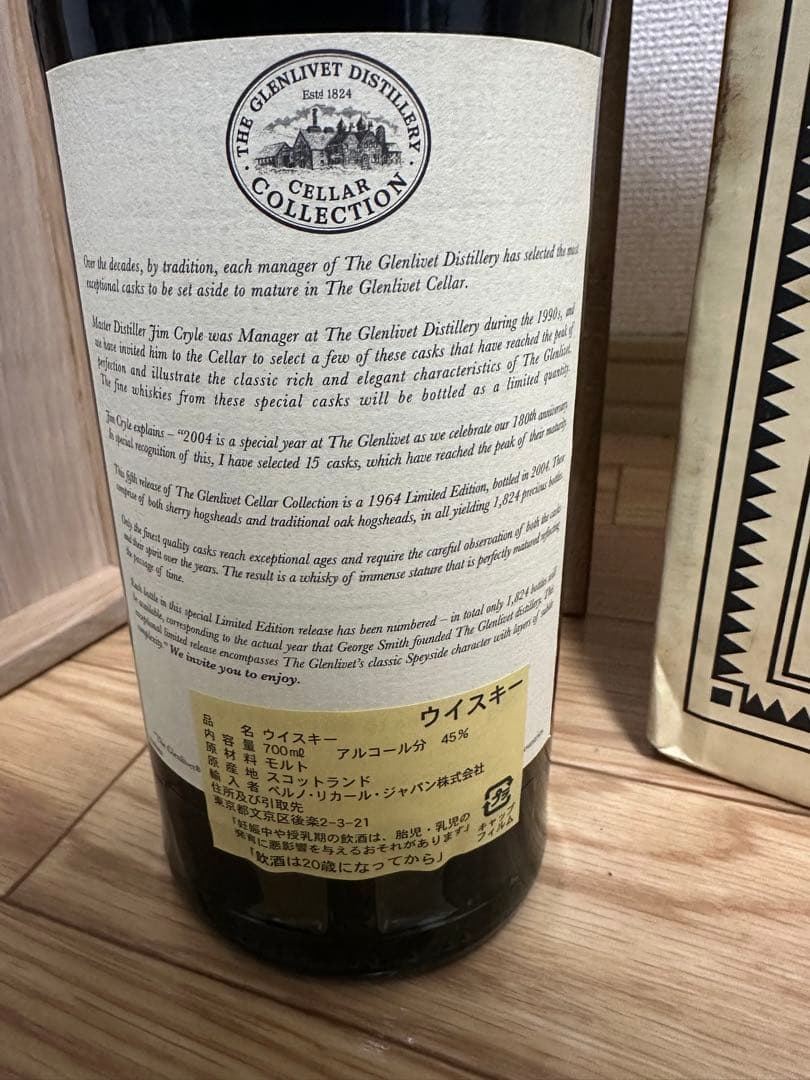 THE GLENLIVET DISTILLERY
Estd 1824
CELLAR
COLLECTION
Over the decades, by tradition, each manager of The Glenlivet Distillery has selected the most
exceptional casks to be set aside to mature in The Glenlivet Cellar.
Master Distiller Jim Cryle was Manager at The Glenlivet Distillery during the 1990s, and
we have invited him to the Cellar to select a few of these casks that have reached the peak of
perfection and illustrate the classic rich and elegant characteristics of The Glenlivet.
The fine whiskies from these special casks will be bottled as a limited quantity.
Jim Cryle explains – “2004 is a special year at The Glenlivet as we celebrate our 180th anniversary.
In special recognition of this, I have selected 15 casks, which have reached the peak of their maturity.
This fifth release of The Glenlivet Cellar Collection is a 1964 Limited Edition, bottled in 2004. These
comprise of both sherry hogsheads and traditional oak hogsheads, in all yielding 1,824 precious bottles.
Only the finest quality casks reach exceptional ages and require the careful observation of both the casks
and their spirit over the years. The result is a whisky of immense stature that is perfectly matured reflecting
the passage of time.
Each bottle in this special Limited Edition release has been numbered – in total only 1,824 bottles will
be available, corresponding to the actual year that George Smith founded The Glenlivet distillery. The
exceptional limited release encompasses The Glenlivet's classic Speyside character with layers of subtle
complexity.” We invite you to enjoy.
"The Glenlivet®
ウイスキー
品名 ウイスキー
内容量 700mℓ アルコール分 45%
原材料 モルト
原産地 スコットランド
輸入者 ペルノ・リカール・ジャパン株式会社
住所及び引取先
東京都文京区後楽2-3-21
「妊娠中や授乳期の飲酒は、胎児・乳児の
発育に悪影響を与えるおそれがあります」
「飲酒は20歳になってから」
プラ
キャップ
フィルム